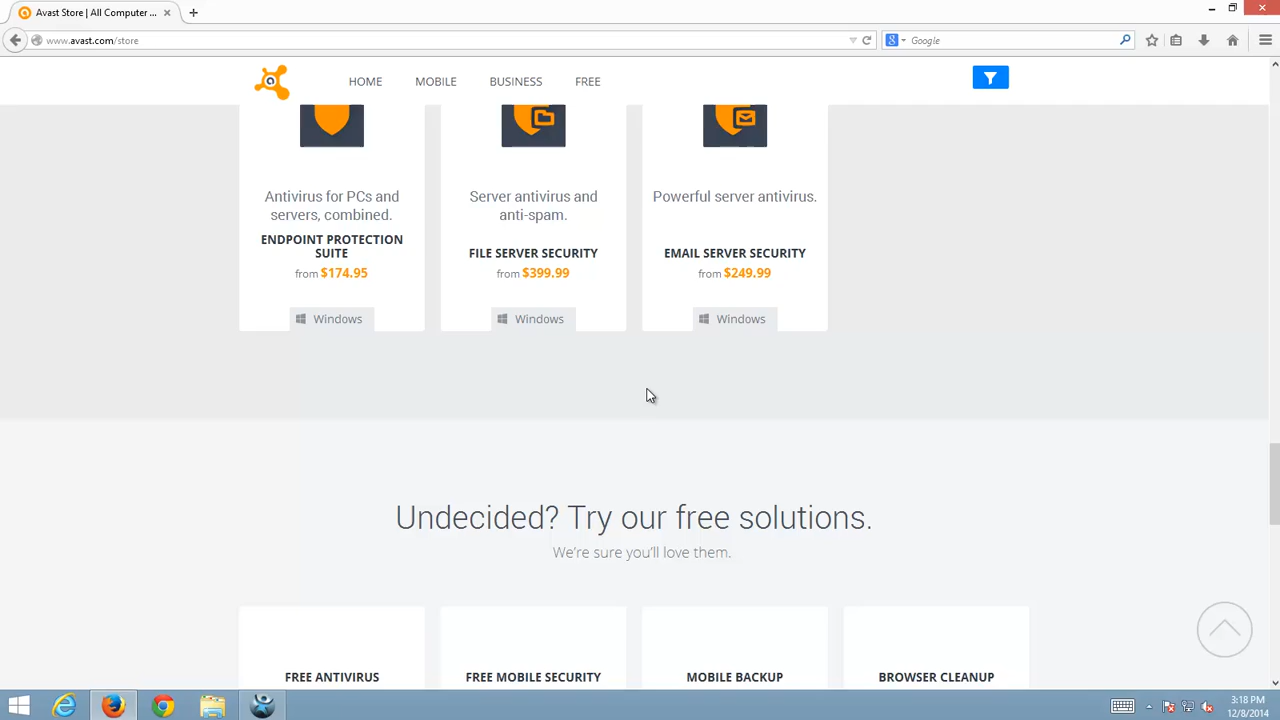 Avast Store | All Computer ...
www.avast.com/store
Google
HOME MOBILE BUSINESS FREE
Antivirus for PCs and
servers, combined.
ENDPOINT PROTECTION
SUITE
from $174.95
Windows
Server antivirus and
anti-spam.
FILE SERVER SECURITY
from $399.99
Windows
Powerful server antivirus.
EMAIL SERVER SECURITY
from $249.99
Windows
Undecided? Try our free solutions.
We're sure you'll love them.
FREE ANTIVIRUS
FREE MOBILE SECURITY
MOBILE BACKUP
BROWSER CLEANUP
3:18 PM
12/8/2014